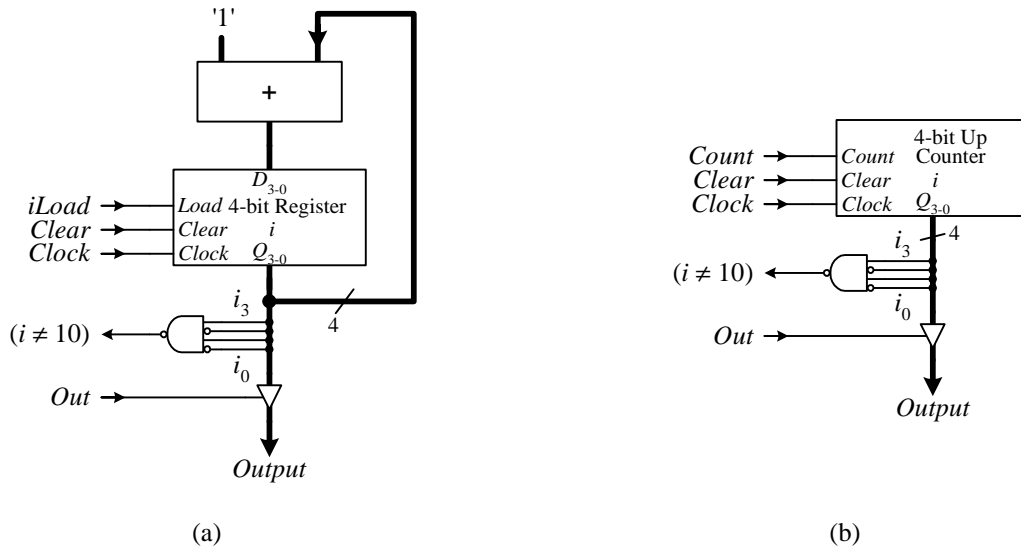 '1'
+
D3-0
iLoad
Load
4-bit Register
Clear
Clear
i
Clock
Clock
Q3-0
i3
4
(i ≠ 10)
i0
Out
Output
(a)
4-bit Up
Counter
Count
Count
Clear
Clear
i
Clock
Clock
Q3-0
i3
4
(i ≠ 10)
i0
Out
Output
(b)